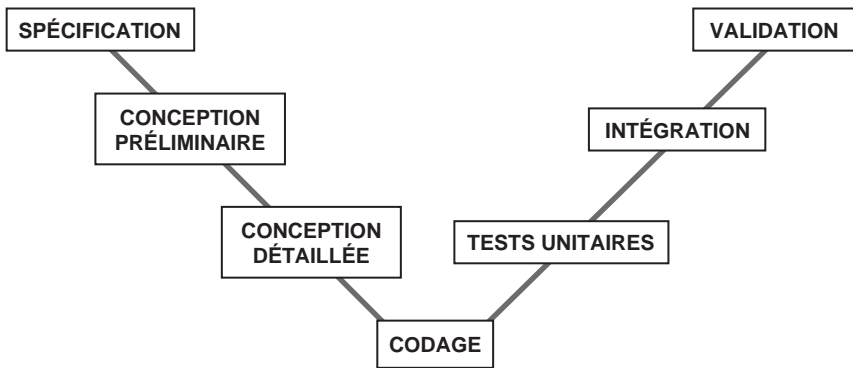 SPÉCIFICATION
VALIDATION
CONCEPTION
PRÉLIMINAIRE
INTÉGRATION
CONCEPTION
DÉTAILLÉE
TESTS UNITAIRES
CODAGE